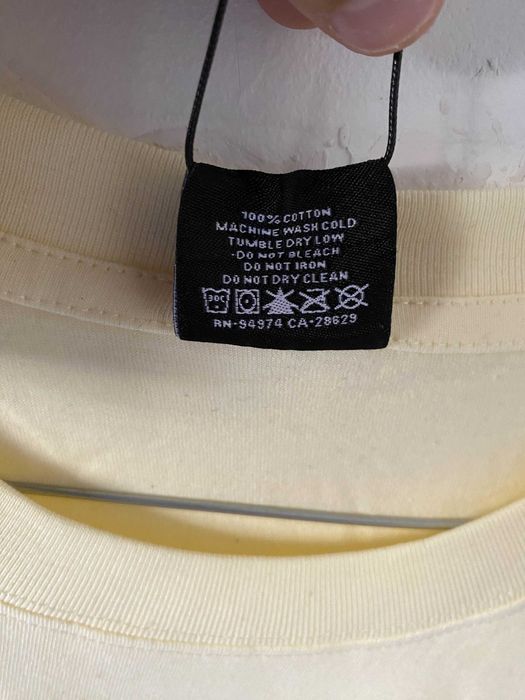 100% COTTON
MACHINE WASH COLD
TUMBLE DRY LOW
-DO NOT BLEACH
DO NOT IRON
DO NOT DRY CLEAN
30C
RN-94974 CA-28629